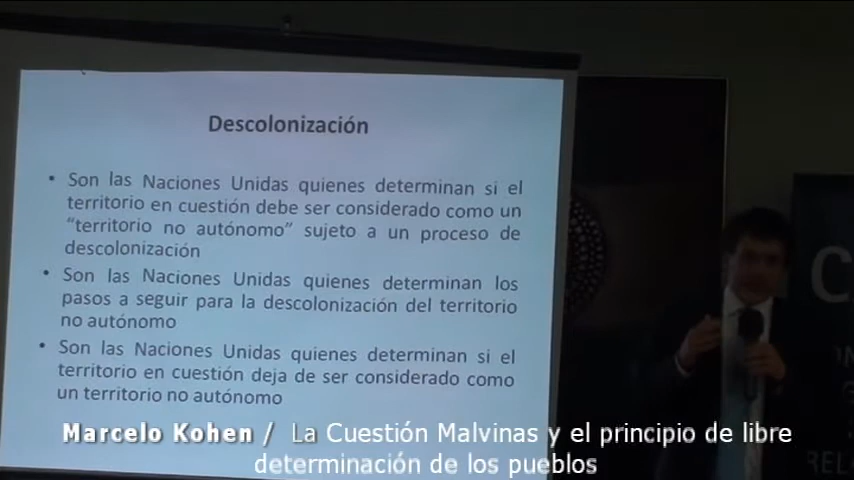 Descolonización
• Son las Naciones Unidas quienes determinan si el
territorio en cuestión debe ser considerado como un
“territorio no autónomo” sujeto a un proceso de
descolonización
• Son las Naciones Unidas quienes determinan los
pasos a seguir para la descolonización del territorio
no autónomo
• Son las Naciones Unidas quienes determinan si el
territorio en cuestión deja de ser considerado como
un territorio no autónomo
Marcelo Kohen / La Cuestión Malvinas y el principio de libre
determinación de los pueblos